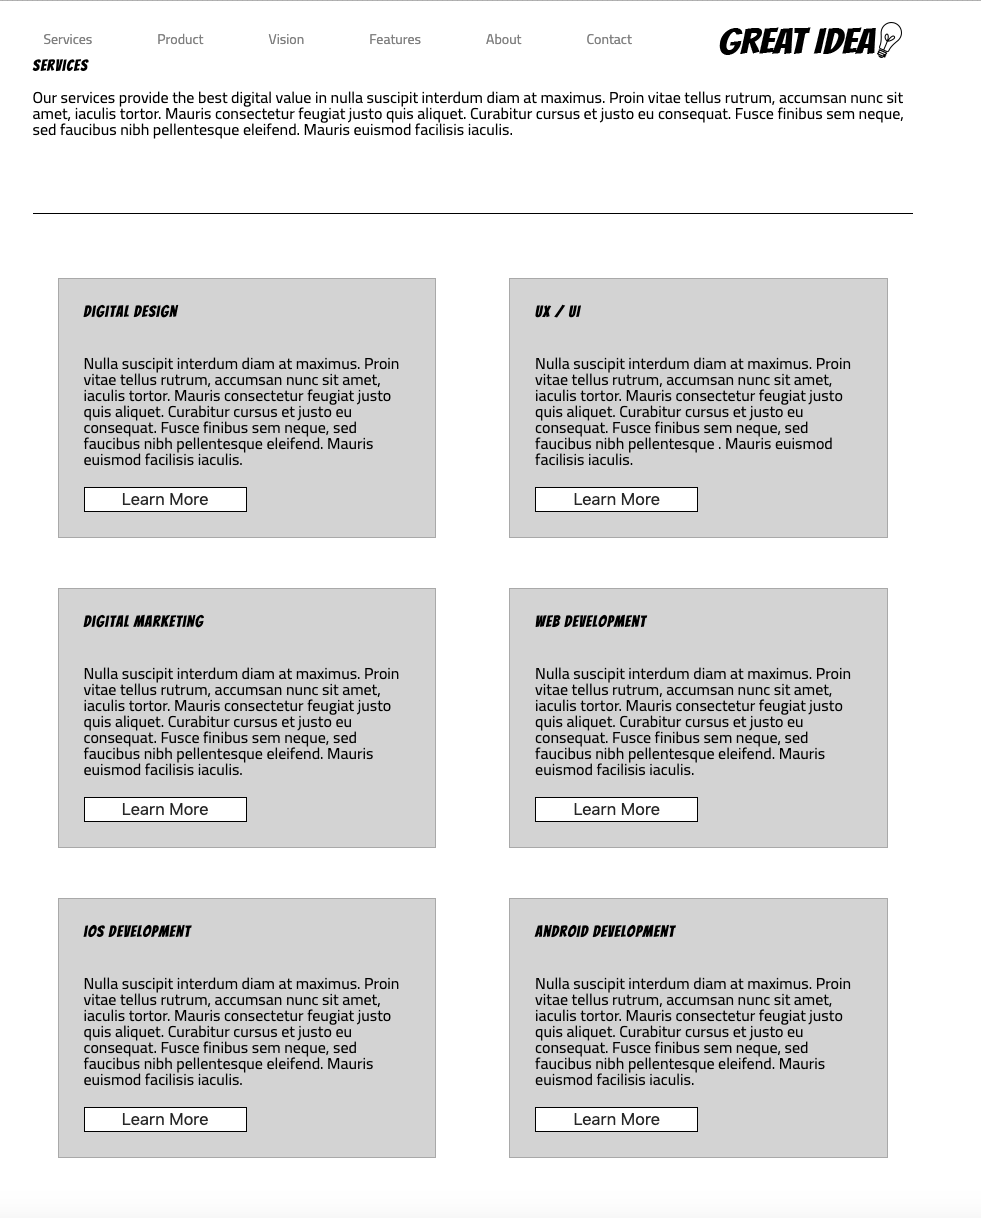 Services Product Vision Features About Contact GREAT IDEA
SERVICES
Our services provide the best digital value in nulla suscipit interdum diam at maximus. Proin vitae tellus rutrum, accumsan nunc sit
amet, iaculis tortor. Mauris consectetur feugiat justo quis aliquet. Curabitur cursus et justo eu consequat. Fusce finibus sem neque,
sed faucibus nibh pellentesque eleifend. Mauris euismod facilisis iaculis.
DIGITAL DESIGN
Nulla suscipit interdum diam at maximus. Proin
vitae tellus rutrum, accumsan nunc sit amet,
iaculis tortor. Mauris consectetur feugiat justo
quis aliquet. Curabitur cursus et justo eu
consequat. Fusce finibus sem neque, sed
faucibus nibh pellentesque eleifend. Mauris
euismod facilisis iaculis.
Learn More
UX / UI
Nulla suscipit interdum diam at maximus. Proin
vitae tellus rutrum, accumsan nunc sit amet,
iaculis tortor. Mauris consectetur feugiat justo
quis aliquet. Curabitur cursus et justo eu
consequat. Fusce finibus sem neque, sed
faucibus nibh pellentesque . Mauris euismod
facilisis iaculis.
Learn More
DIGITAL MARKETING
Nulla suscipit interdum diam at maximus. Proin
vitae tellus rutrum, accumsan nunc sit amet,
iaculis tortor. Mauris consectetur feugiat justo
quis aliquet. Curabitur cursus et justo eu
consequat. Fusce finibus sem neque, sed
faucibus nibh pellentesque eleifend. Mauris
euismod facilisis iaculis.
Learn More
WEB DEVELOPMENT
Nulla suscipit interdum diam at maximus. Proin
vitae tellus rutrum, accumsan nunc sit amet,
iaculis tortor. Mauris consectetur feugiat justo
quis aliquet. Curabitur cursus et justo eu
consequat. Fusce finibus sem neque, sed
faucibus nibh pellentesque eleifend. Mauris
euismod facilisis iaculis.
Learn More
IOS DEVELOPMENT
Nulla suscipit interdum diam at maximus. Proin
vitae tellus rutrum, accumsan nunc sit amet,
iaculis tortor. Mauris consectetur feugiat justo
quis aliquet. Curabitur cursus et justo eu
consequat. Fusce finibus sem neque, sed
faucibus nibh pellentesque eleifend. Mauris
euismod facilisis iaculis.
Learn More
ANDROID DEVELOPMENT
Nulla suscipit interdum diam at maximus. Proin
vitae tellus rutrum, accumsan nunc sit amet,
iaculis tortor. Mauris consectetur feugiat justo
quis aliquet. Curabitur cursus et justo eu
consequat. Fusce finibus sem neque, sed
faucibus nibh pellentesque eleifend. Mauris
euismod facilisis iaculis.
Learn More